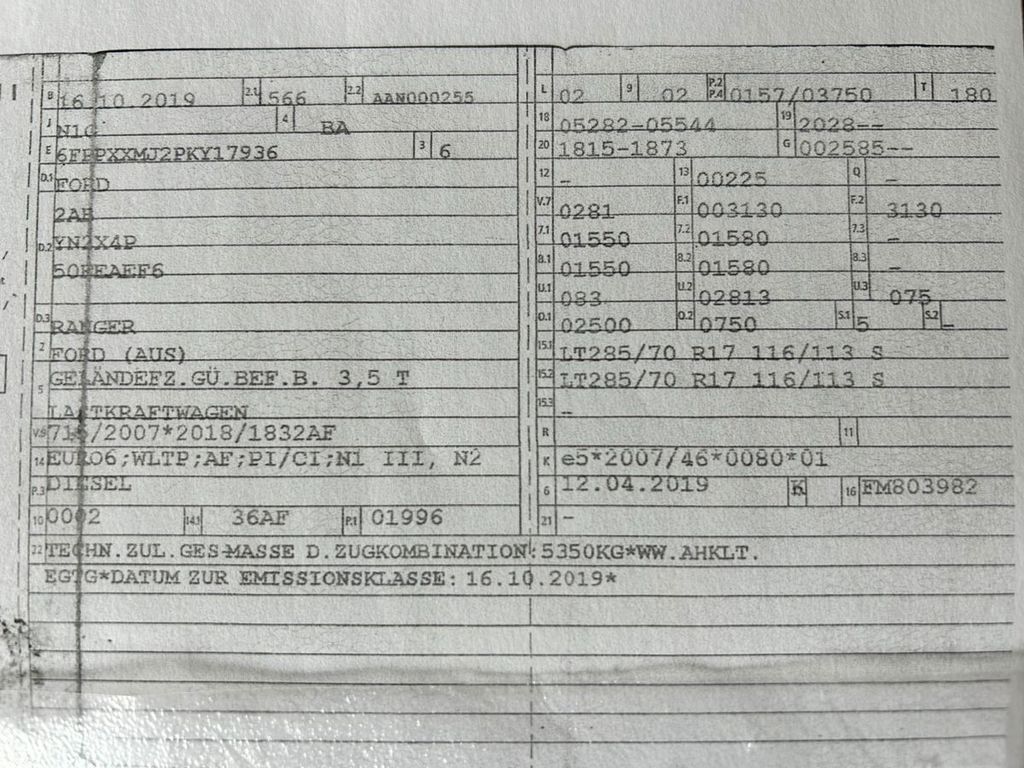 B 16 10 2019 2.1 566 2.2 AAN000255
J N1G 4 BA
E 6FPPXXMJ2PKY17936 3 6
D.1 FORD
2AB
D.2 YN2X4P
5OFEAEF6
D.3 RANGER
2 FORD (AUS)
5 GELÄNDEFZ.GÜ.BEF.B. 3,5 T
LASTKRAFTWAGEN
V.9 715/2007*2018/1832AF
14 EURO6;WLTP;AF;PI/CI;N1 III, N2
P.3 DIESEL
10 0002 14.1 36AF P.1 01996
L 02 9 02 P.2 P.4 0157/03750 T 180
18 05282-05544 19 2028--
20 1815-1873 G 002585--
12 - 13 00225 Q -
V.7 0281 F.1 003130 F.2 3130
7.1 01550 7.2 01580 7.3 -
8.1 01550 8.2 01580 8.3 -
U.1 083 U.2 02813 U.3 075
O.1 02500 O.2 0750 S.1 5 S.2 -
15.1 LT285/70 R17 116/113 S
15.2 LT285/70 R17 116/113 S
15.3 -
R 11
K e5*2007/46*0080*01
6 12.04.2019 17 K 16 FM803982
21 -
22 TECHN.ZUL.GES-MASSE D.ZUGKOMBINATION:5350KG*WW.AHKLT.
EGTG*DATUM ZUR EMISSIONSKLASSE: 16.10.2019*